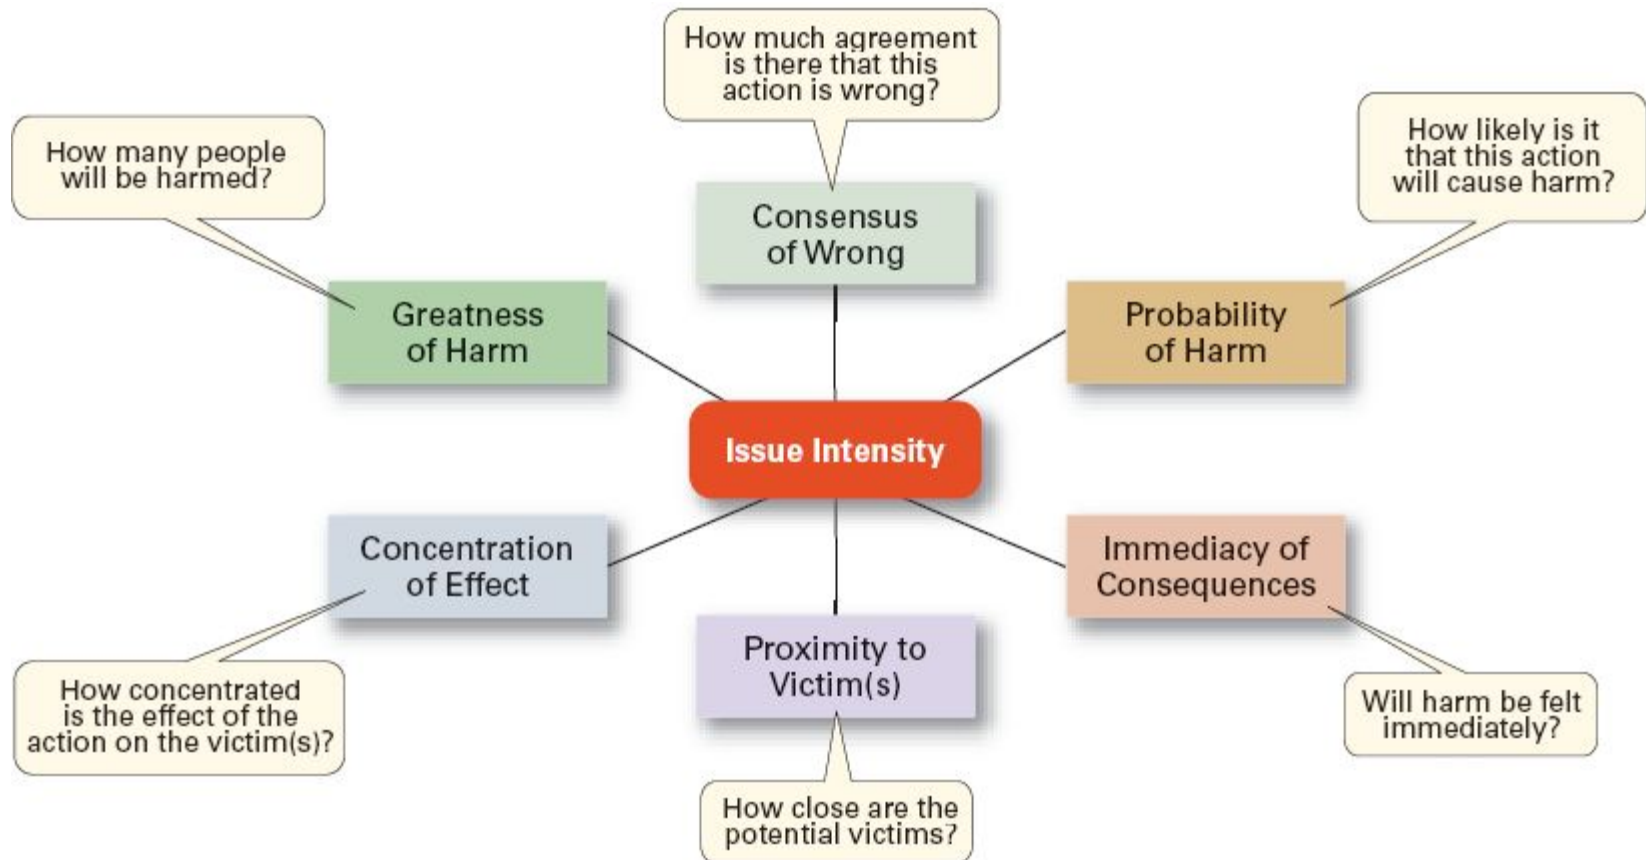 How much agreement
is there that this
action is wrong?
How many people
will be harmed?
How likely is it
that this action
will cause harm?
Consensus
of Wrong
Greatness
of Harm
Probability
of Harm
Issue Intensity
Concentration
of Effect
Immediacy of
Consequences
Proximity to
Victim(s)
How concentrated
is the effect of the
action on the victim(s)?
Will harm be felt
immediately?
How close are the
potential victims?